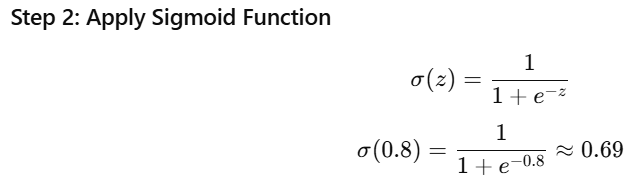 Step 2: Apply Sigmoid Function
σ(z) = 1 / (1 + e^{-z})
σ(0.8) = 1 / (1 + e^{-0.8}) ≈ 0.69